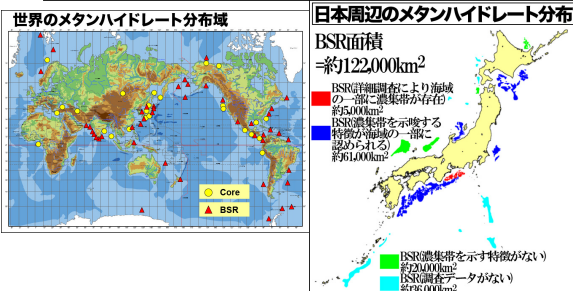 世界のメタンハイドレート分布域
Core
BSR
日本周辺のメタンハイドレート分布
BSR面積
=約122,000km2
BSR(詳細調査により海域
の一部に濃集帯が存在)
約5,000km2
BSR(濃集帯を示唆する
特徴が海域の一部に
認められる)
約61,000km2
BSR(濃集帯を示す特徴がない)
約20,000km2
BSR(調査データがない)
約36,000km2